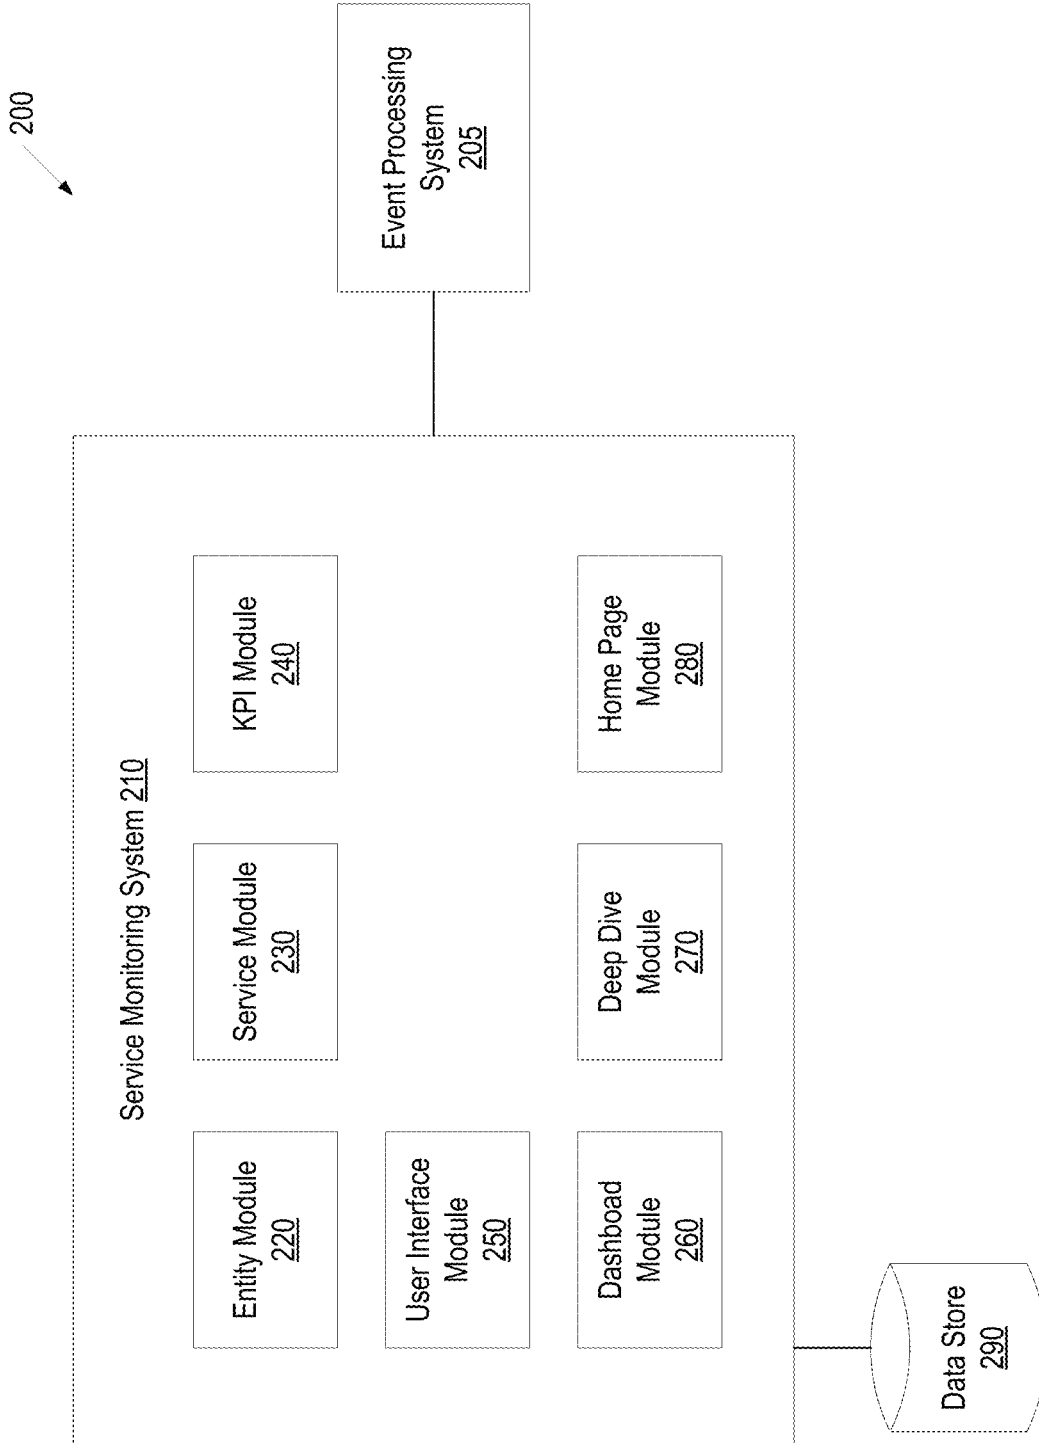 200
Service Monitoring System 210
Entity Module
220
Service Module
230
KPI Module
240
User Interface
Module
250
Dashboad
Module
260
Deep Dive
Module
270
Home Page
Module
280
Event Processing
System
205
Data Store
290